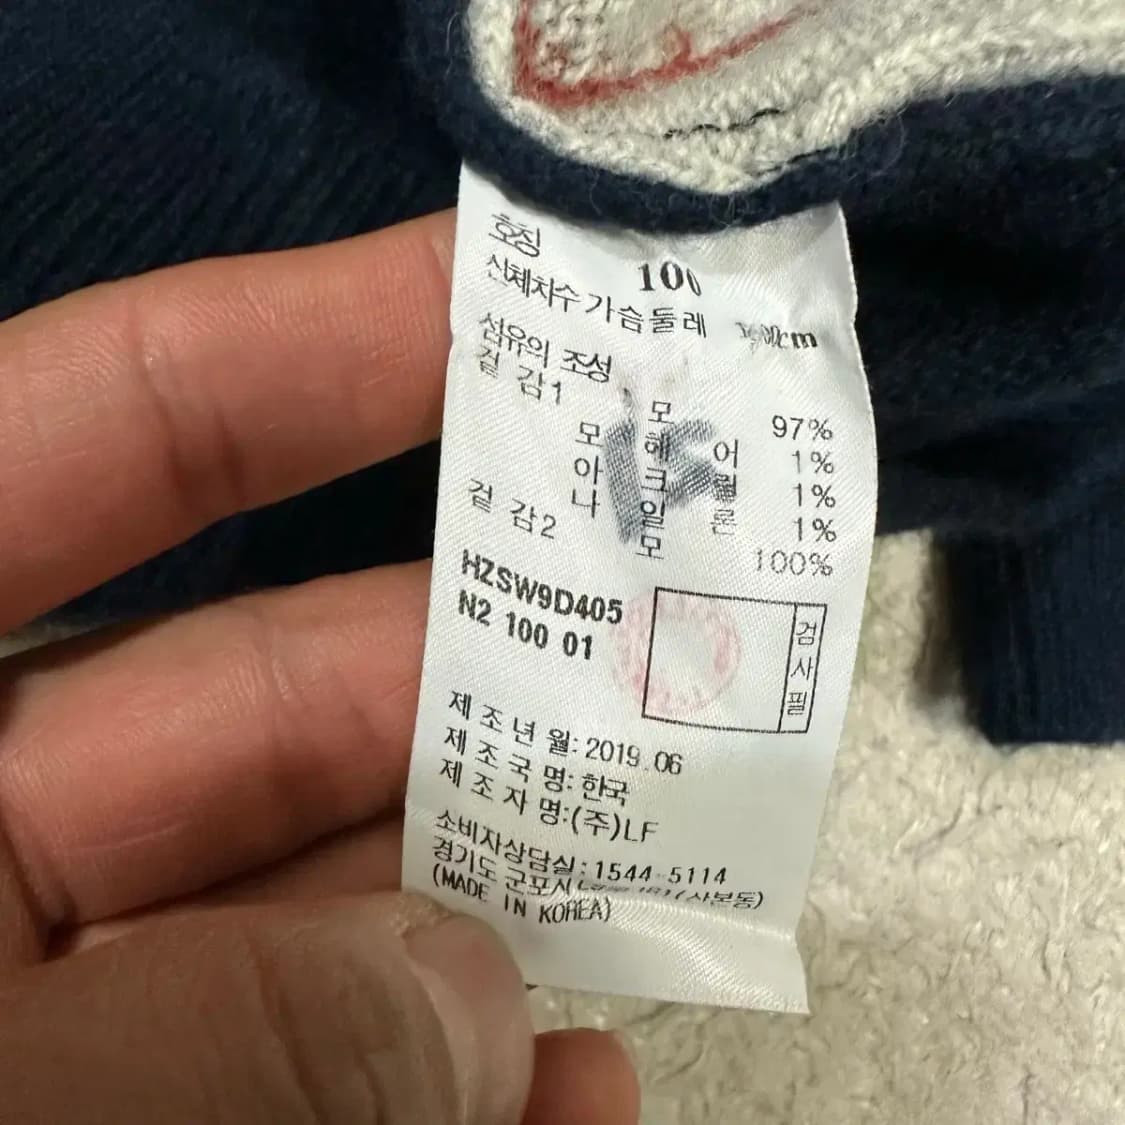 호칭 100
신체치수 가슴둘레 cm
섬유의 조성
겉 감1 모 97%
모헤어 1%
아크릴 1%
나일론 1%
겉 감2 모 100%
HZSW9D405
N2 100 01
검사필
제조년월: 2019.06
제조국명: 한국
제조자명:(주)LF
소비자상담실: 1544-5114
경기도 군포시 (사본동)
(MADE IN KOREA)